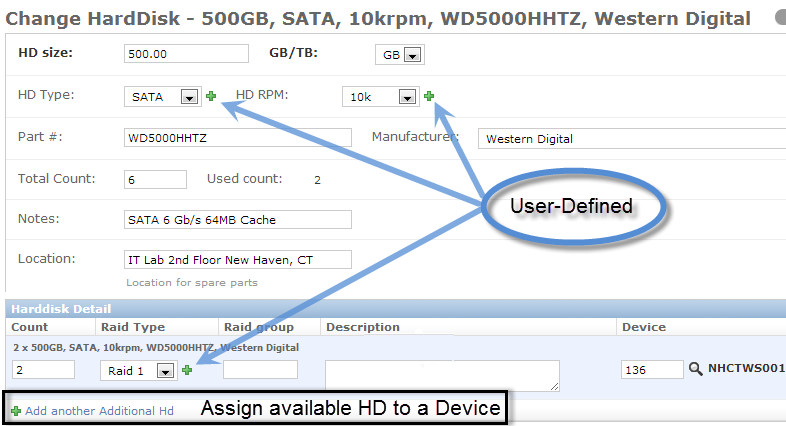 Change HardDisk - 500GB, SATA, 10krpm, WD5000HHTZ, Western Digital
HD size: 500.00 GB/TB: GB
HD Type: SATA HD RPM: 10k
Part #: WD5000HHTZ Manufacturer: Western Digital
Total Count: 6 Used count: 2
User-Defined
Notes: SATA 6 Gb/s 64MB Cache
Location: IT Lab 2nd Floor New Haven, CT
Location for spare parts
Harddisk Detail
Count Raid Type Raid group Description Device
2 x 500GB, SATA, 10krpm, WD5000HHTZ, Western Digital
2 Raid 1 136 NHCTWS001
Add another Additional Hd Assign available HD to a Device